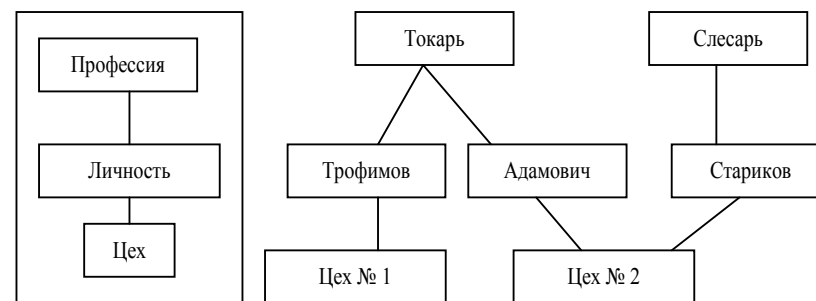 Профессия
Личность
Цех
Токарь
Слесарь
Трофимов
Адамович
Стариков
Цех № 1
Цех № 2